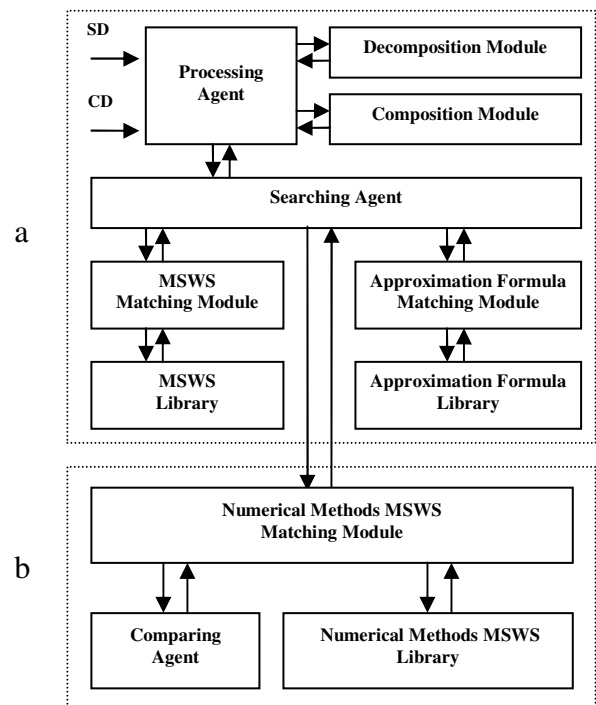 SD
Processing
Agent
Decomposition Module
CD
Composition Module
a
Searching Agent
MSWS
Matching Module
Approximation Formula
Matching Module
MSWS
Library
Approximation Formula
Library
b
Numerical Methods MSWS
Matching Module
Comparing
Agent
Numerical Methods MSWS
Library